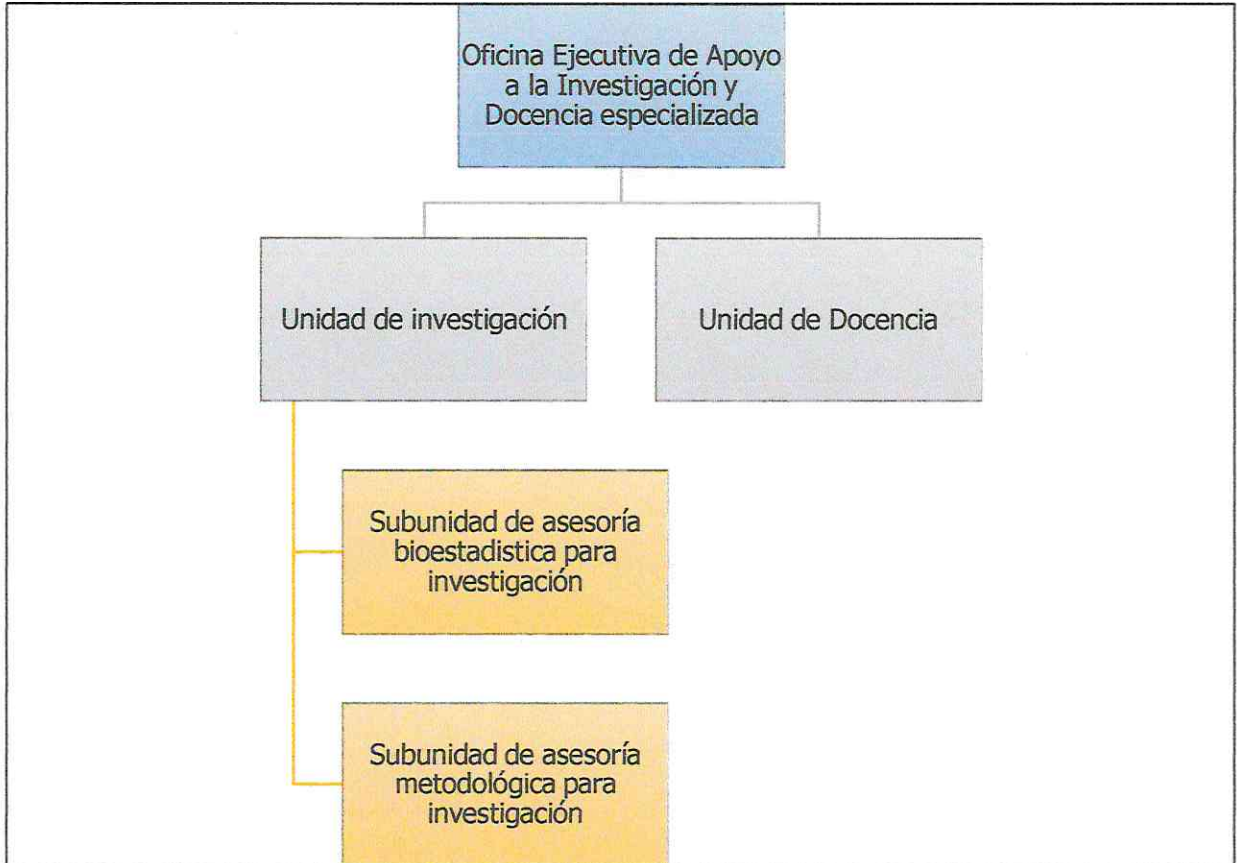 Oficina Ejecutiva de Apoyo
a la Investigación y
Docencia especializada
Unidad de investigación
Unidad de Docencia
Subunidad de asesoría
bioestadistica para
investigación
Subunidad de asesoría
metodológica para
investigación